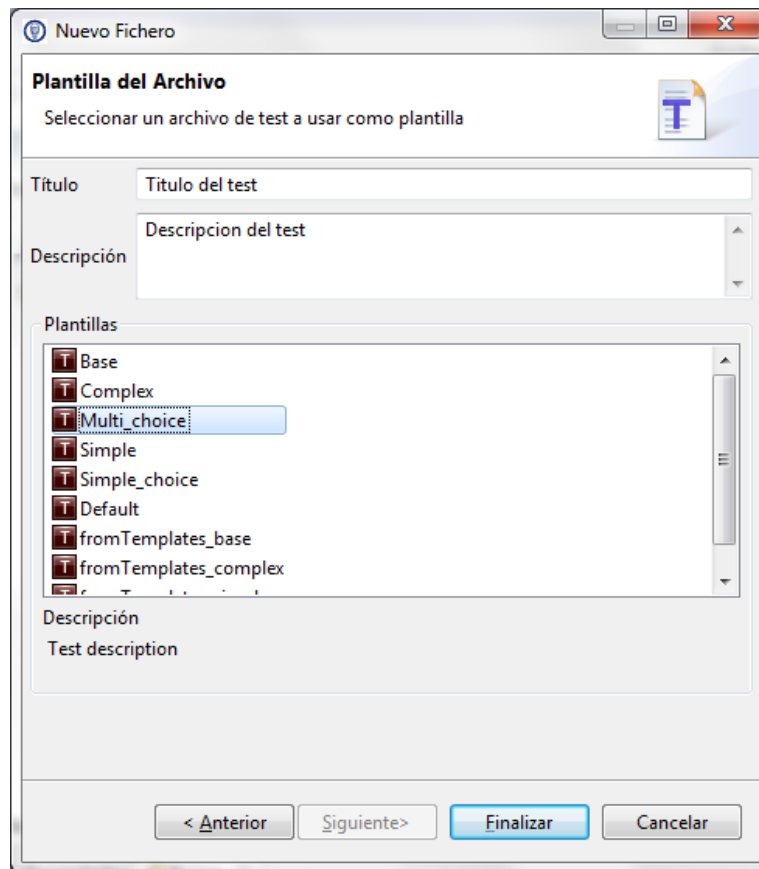 Nuevo Fichero
Plantilla del Archivo
Seleccionar un archivo de test a usar como plantilla
Título
Titulo del test
Descripción
Descripcion del test
Plantillas
Base
Complex
Multi_choice
Simple
Simple_choice
Default
fromTemplates_base
fromTemplates_complex
Descripción
Test description
< Anterior
Siguiente>
Finalizar
Cancelar